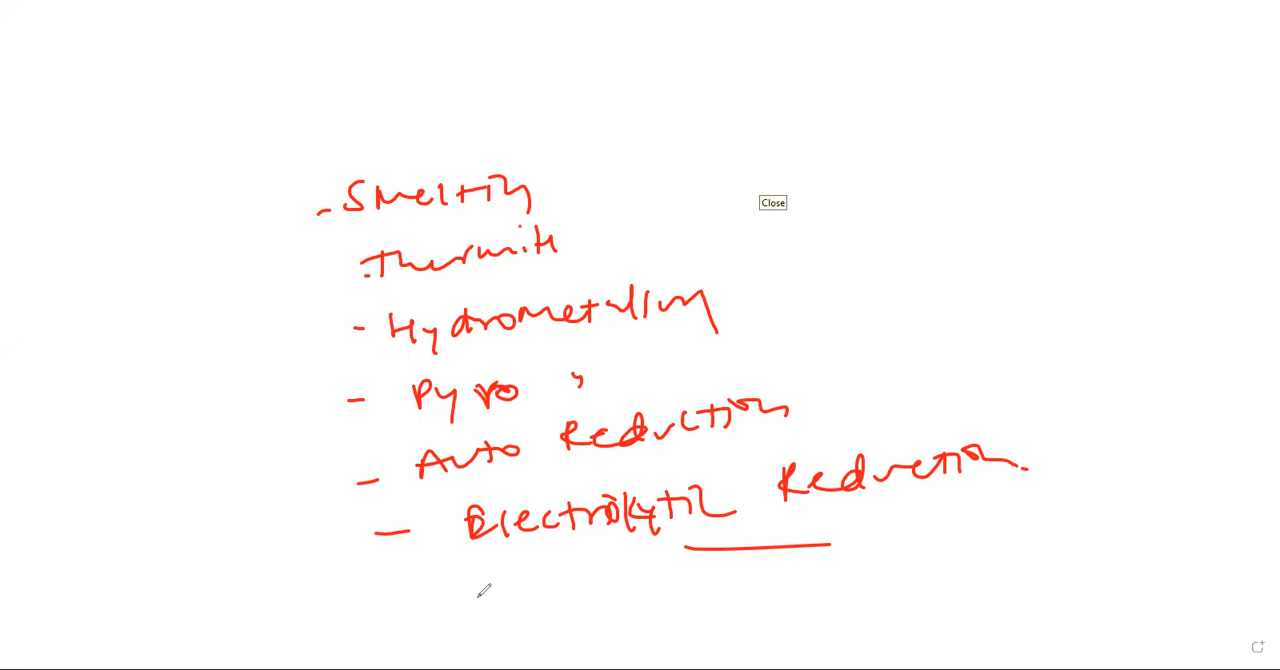 - Smelting
Close
. Thermite
- Hydrometallurgy
- Pyro "
- Auto Reduction
- Electrolytic Reduction.